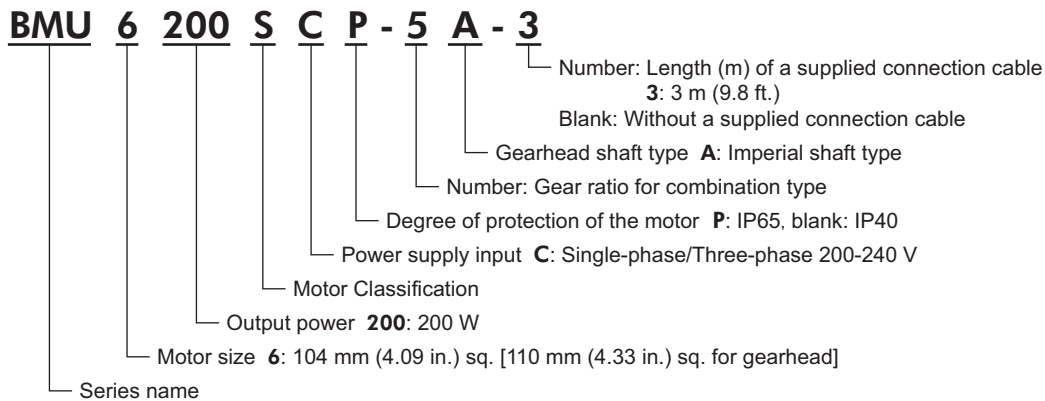 BMU 6 200 S C P - 5 A - 3
Number: Length (m) of a supplied connection cable
3: 3 m (9.8 ft.)
Blank: Without a supplied connection cable
Gearhead shaft type A: Imperial shaft type
Number: Gear ratio for combination type
Degree of protection of the motor P: IP65, blank: IP40
Power supply input C: Single-phase/Three-phase 200-240 V
Motor Classification
Output power 200: 200 W
Motor size 6: 104 mm (4.09 in.) sq. [110 mm (4.33 in.) sq. for gearhead]
Series name